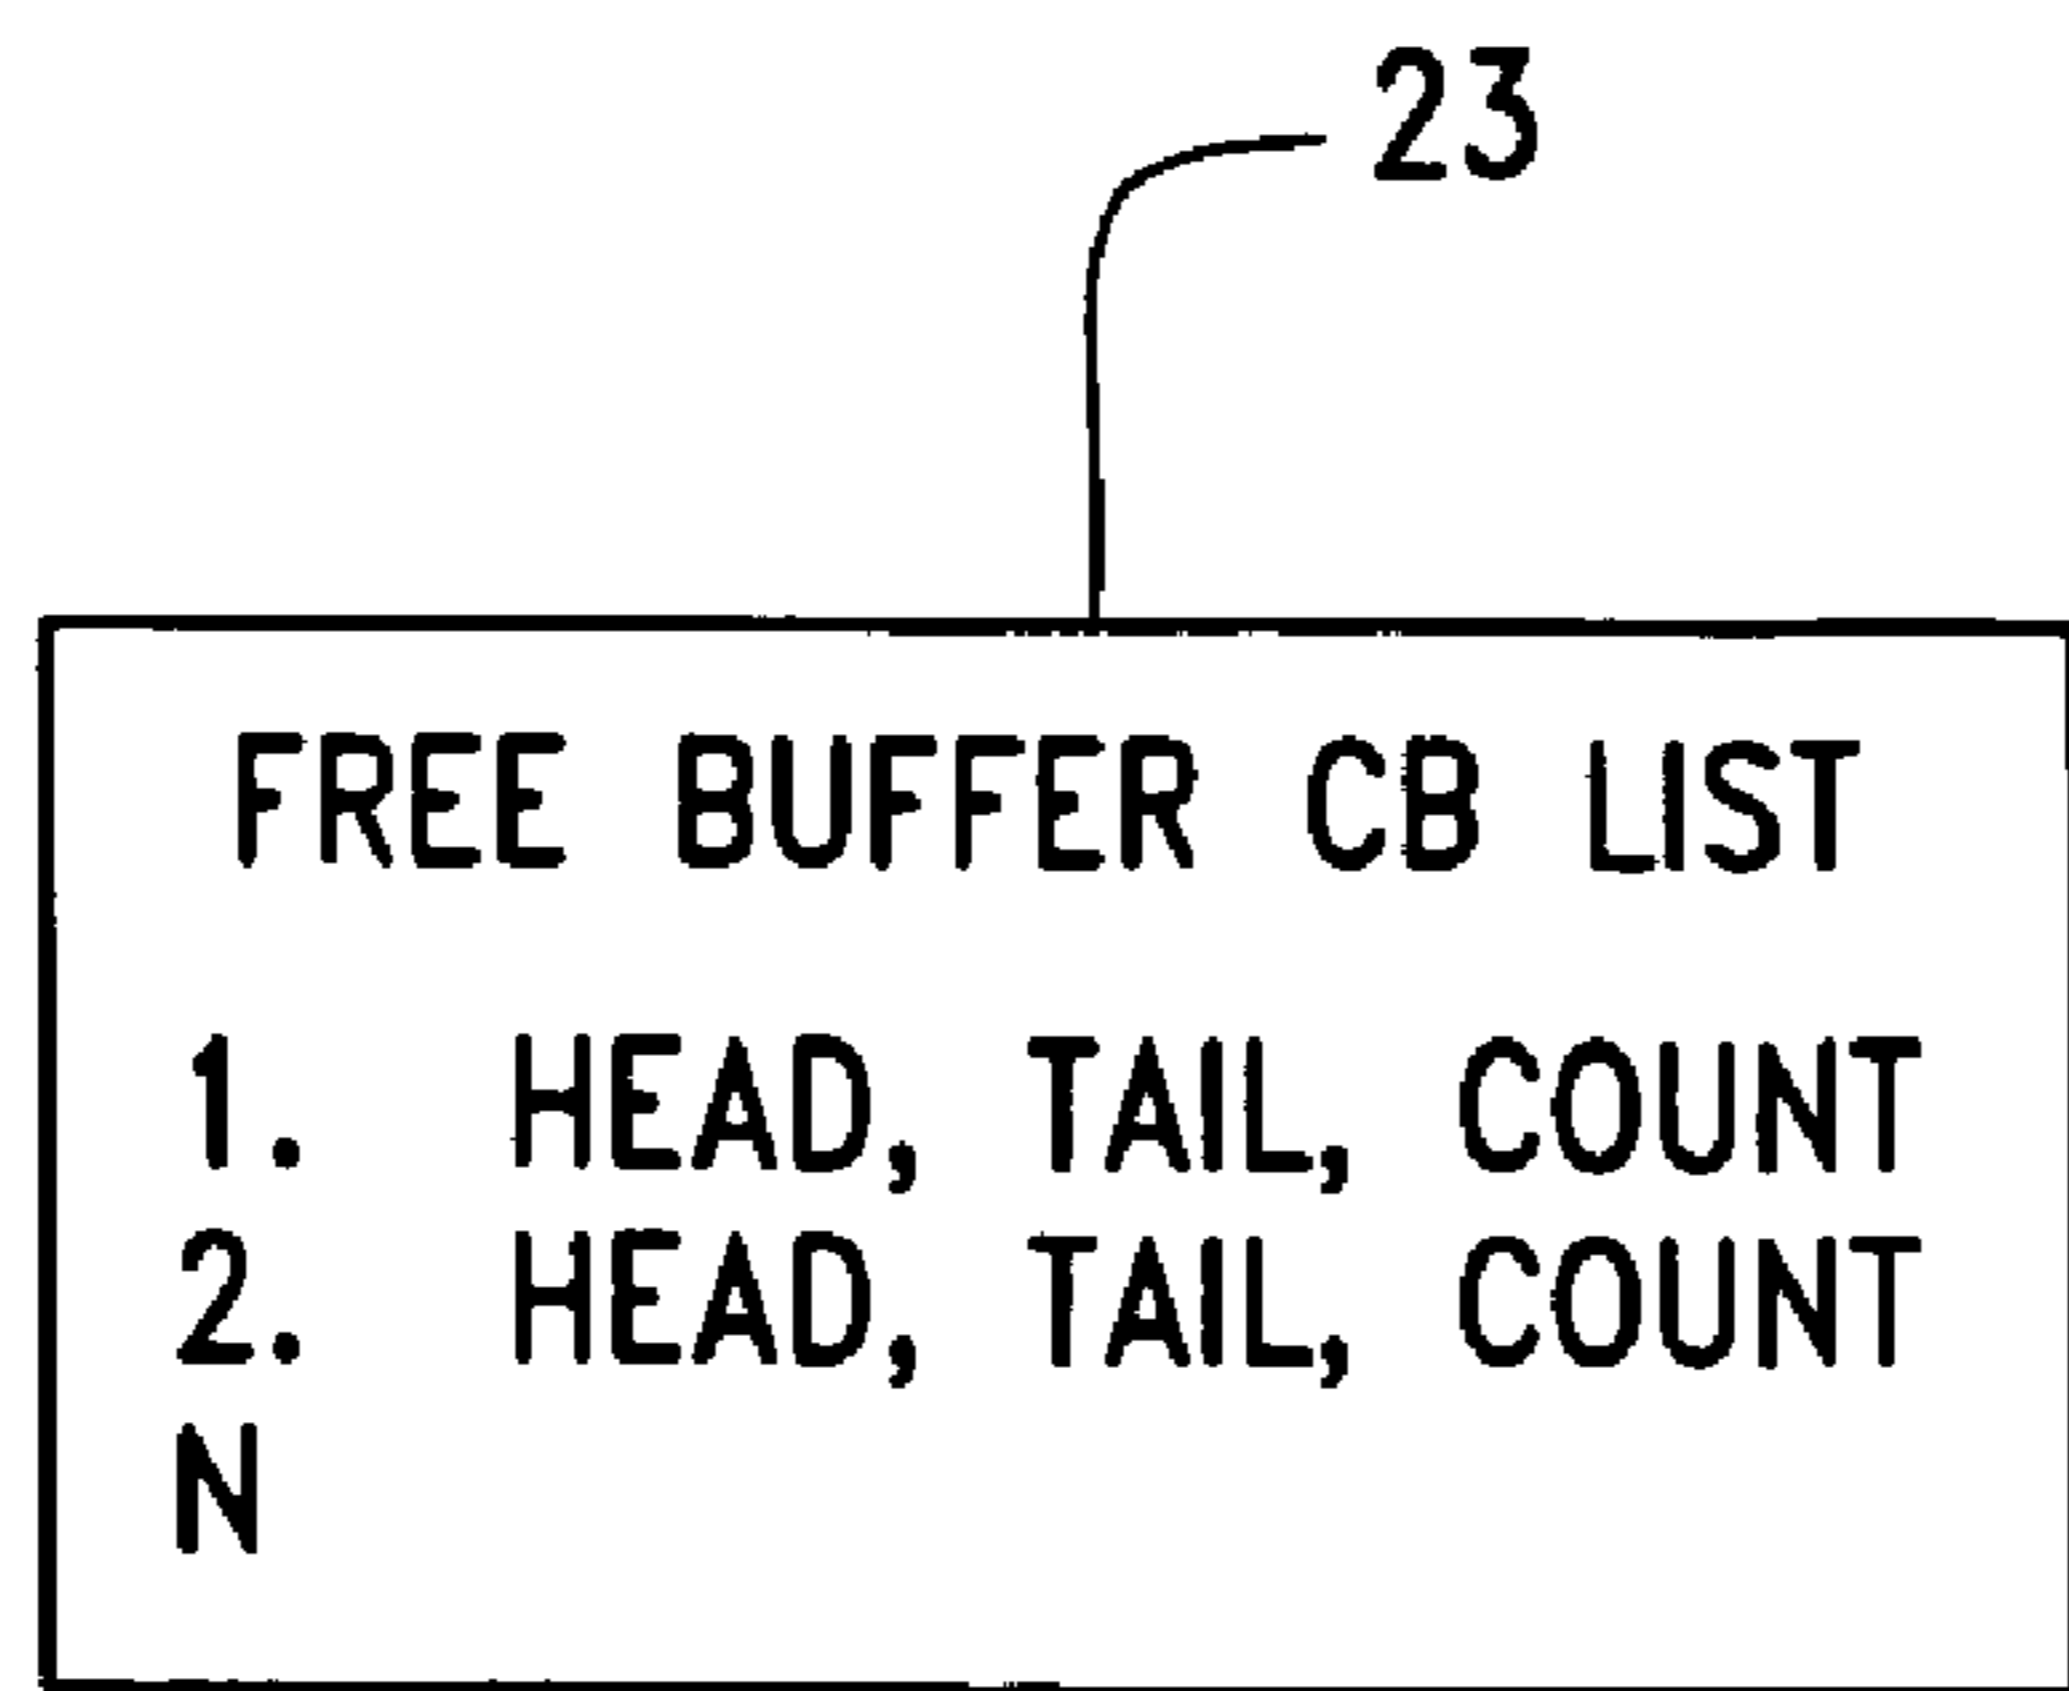 23
FREE BUFFER CB LIST
1. HEAD, TAIL, COUNT
2. HEAD, TAIL, COUNT
N